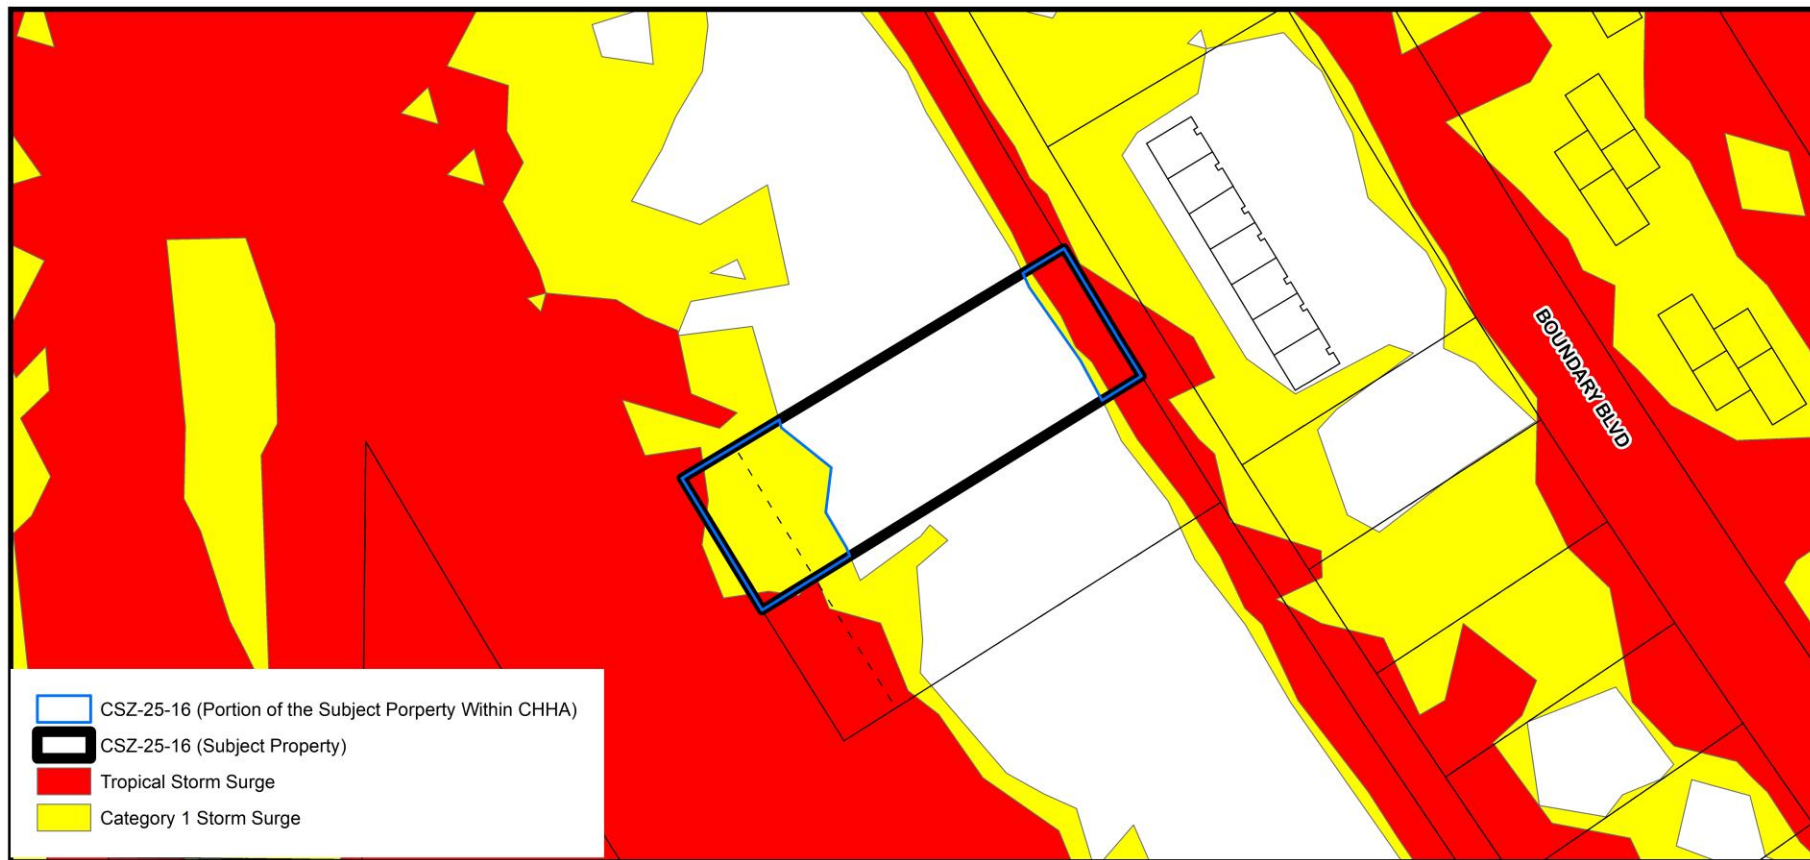 BOUNDARY BLVD
CSZ-25-16 (Portion of the Subject Porperty Within CHHA)
CSZ-25-16 (Subject Property)
Tropical Storm Surge
Category 1 Storm Surge